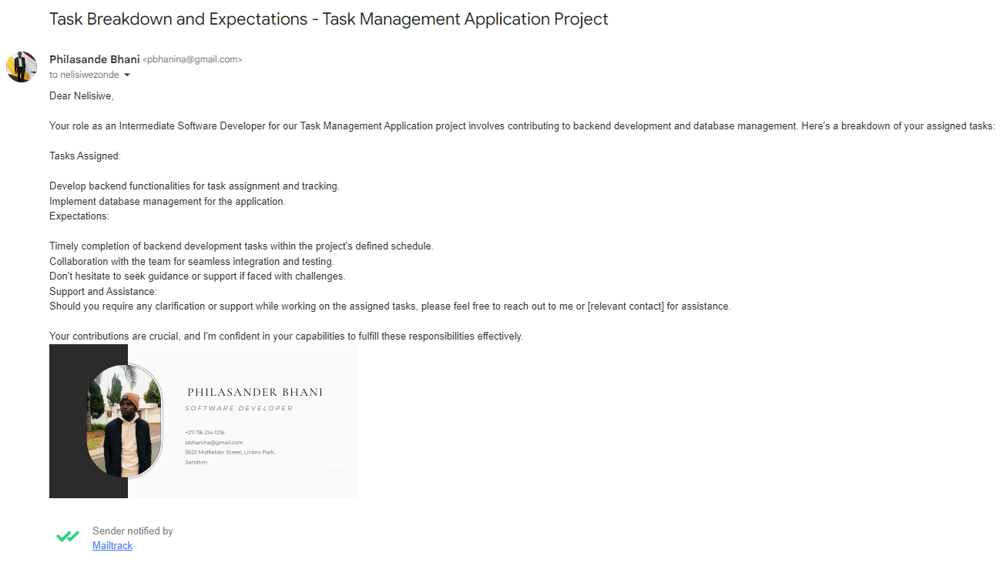 Task Breakdown and Expectations - Task Management Application Project
Philasande Bhani <pbhanina@gmail.com>
to nelisiwezonde
Dear Nelisiwe,
Your role as an Intermediate Software Developer for our Task Management Application project involves contributing to backend development and database management. Here's a breakdown of your assigned tasks:
Tasks Assigned:
Develop backend functionalities for task assignment and tracking.
Implement database management for the application.
Expectations:
Timely completion of backend development tasks within the project's defined schedule.
Collaboration with the team for seamless integration and testing.
Don't hesitate to seek guidance or support if faced with challenges.
Support and Assistance:
Should you require any clarification or support while working on the assigned tasks, please feel free to reach out to me or [relevant contact] for assistance.
Your contributions are crucial, and I'm confident in your capabilities to fulfill these responsibilities effectively.
PHILASANDER BHANI
SOFTWARE DEVELOPER
+27-78-214-1216
pbhanina@gmail.com
5622 Midfielder Street, Linbro Park,
Sandton
Sender notified by
Mailtrack